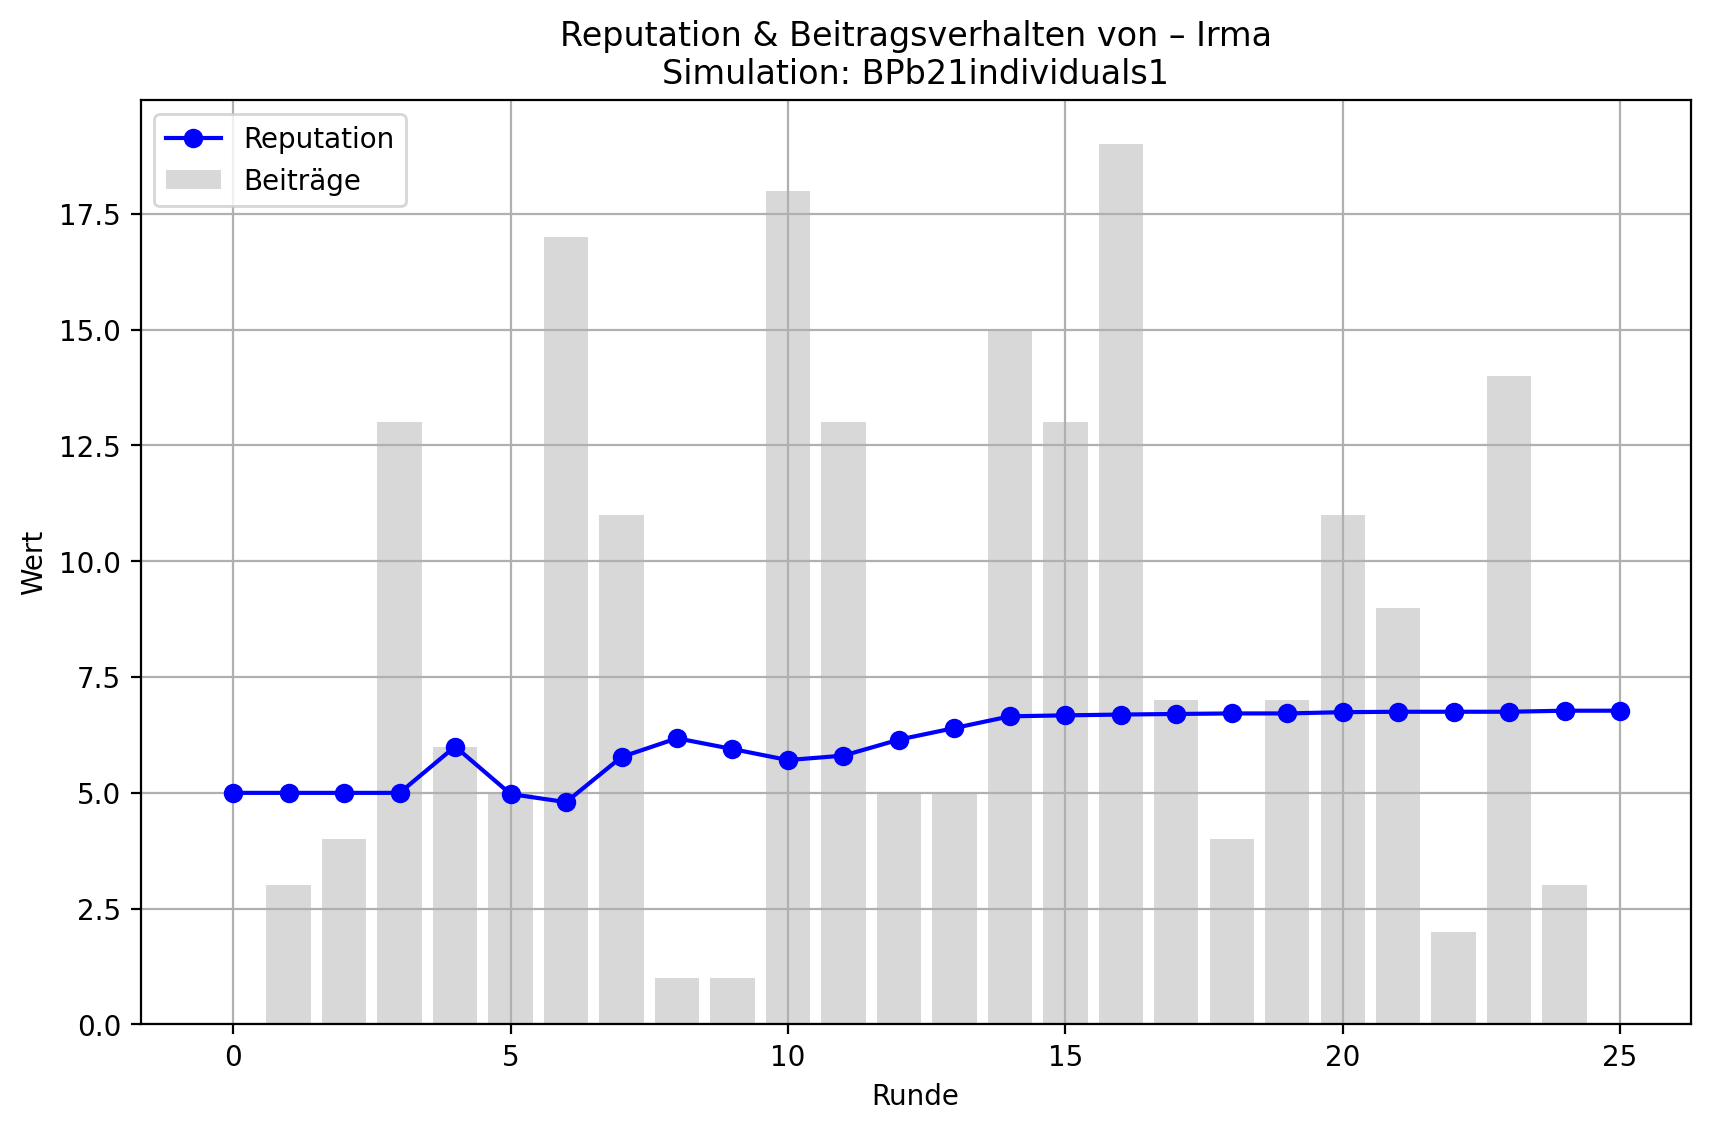 Reputation & Beitragsverhalten von – Irma
Simulation: BPb21individuals1
Reputation
Beiträge
17.5
15.0
12.5
10.0
7.5
5.0
2.5
0.0
Wert
0 5 10 15 20 25
Runde